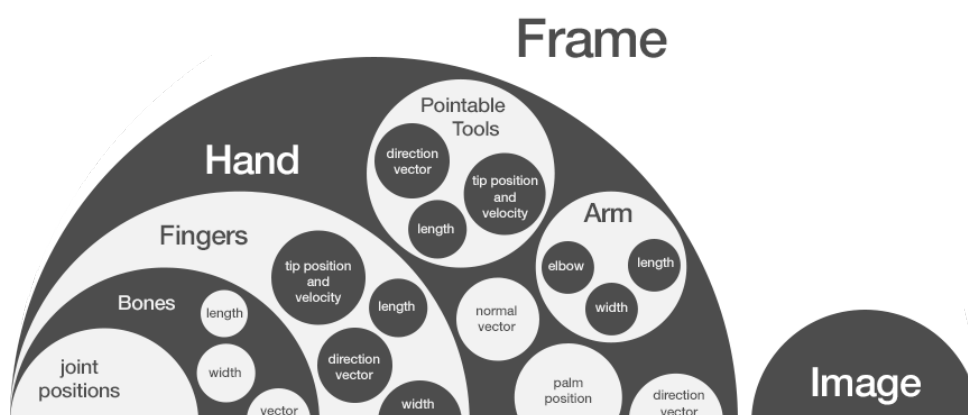 Frame
Hand
Pointable
Tools
direction
vector
tip position
and
velocity
length
Arm
elbow
length
width
Fingers
tip position
and
velocity
length
direction
vector
width
normal
vector
palm
position
direction
vector
Bones
length
width
vector
joint
positions
Image